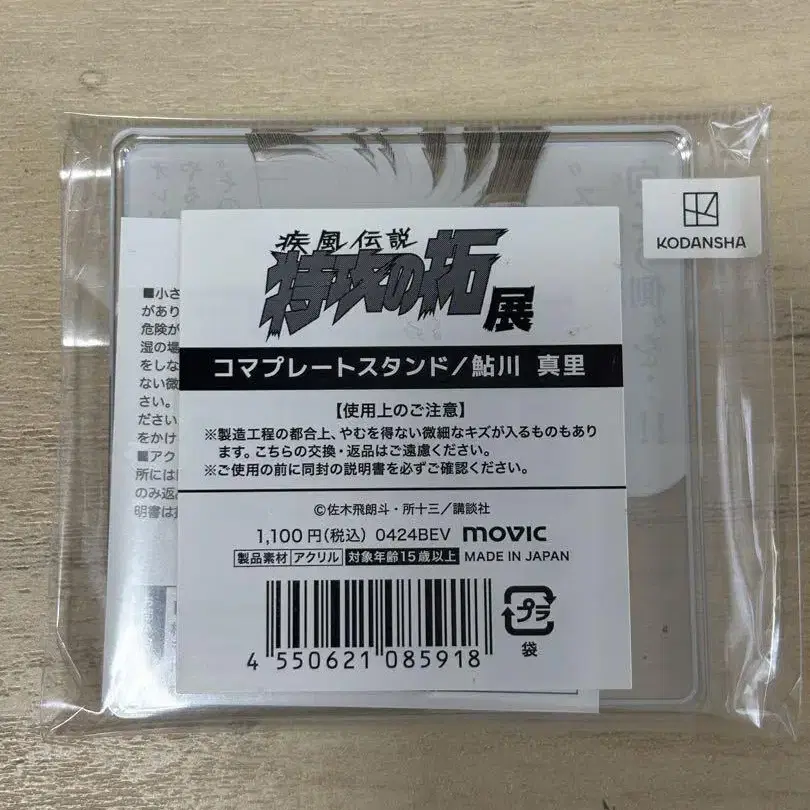 KODANSHA
疾風伝説
特攻の拓
展
コマプレートスタンド/鮎川 真里
【使用上のご注意】
※製造工程の都合上、やむを得ない微細なキズが入るものもあり
ます。こちらの交換・返品はご遠慮ください。
※ご使用の前に同封の説明書を必ずご確認ください。
©佐木飛朗斗・所十三/講談社
1,100円(税込) 0424BEV movic
製品素材 アクリル 対象年齢15歳以上 MADE IN JAPAN
4 550621 085918
プラ
袋
■小さ
があり
危険が
湿の場
をしな
ない微
さい。
ださい
をかけ
■アク
所には
のみ返
明書は